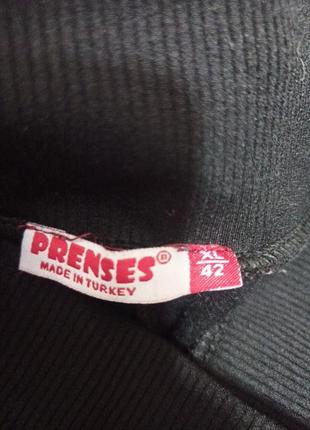 PRENSES®
MADE IN TURKEY
XL
42